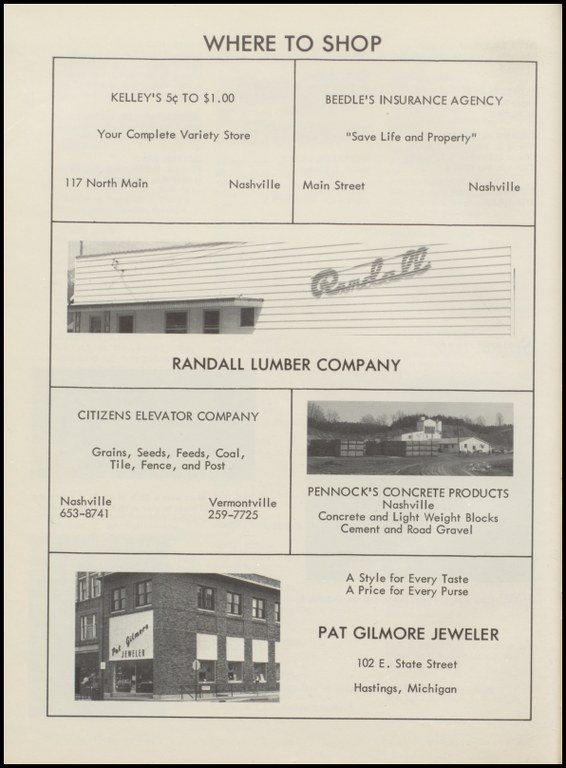 WHERE TO SHOP
KELLEY'S 5¢ TO $1.00
Your Complete Variety Store
117 North Main Nashville
BEEDLE'S INSURANCE AGENCY
"Save Life and Property"
Main Street Nashville
Randall
RANDALL LUMBER COMPANY
CITIZENS ELEVATOR COMPANY
Grains, Seeds, Feeds, Coal,
Tile, Fence, and Post
Nashville Vermontville
653-8741 259-7725
PENNOCK'S CONCRETE PRODUCTS
Nashville
Concrete and Light Weight Blocks
Cement and Road Gravel
Pat Gilmore
JEWELER
A Style for Every Taste
A Price for Every Purse
PAT GILMORE JEWELER
102 E. State Street
Hastings, Michigan